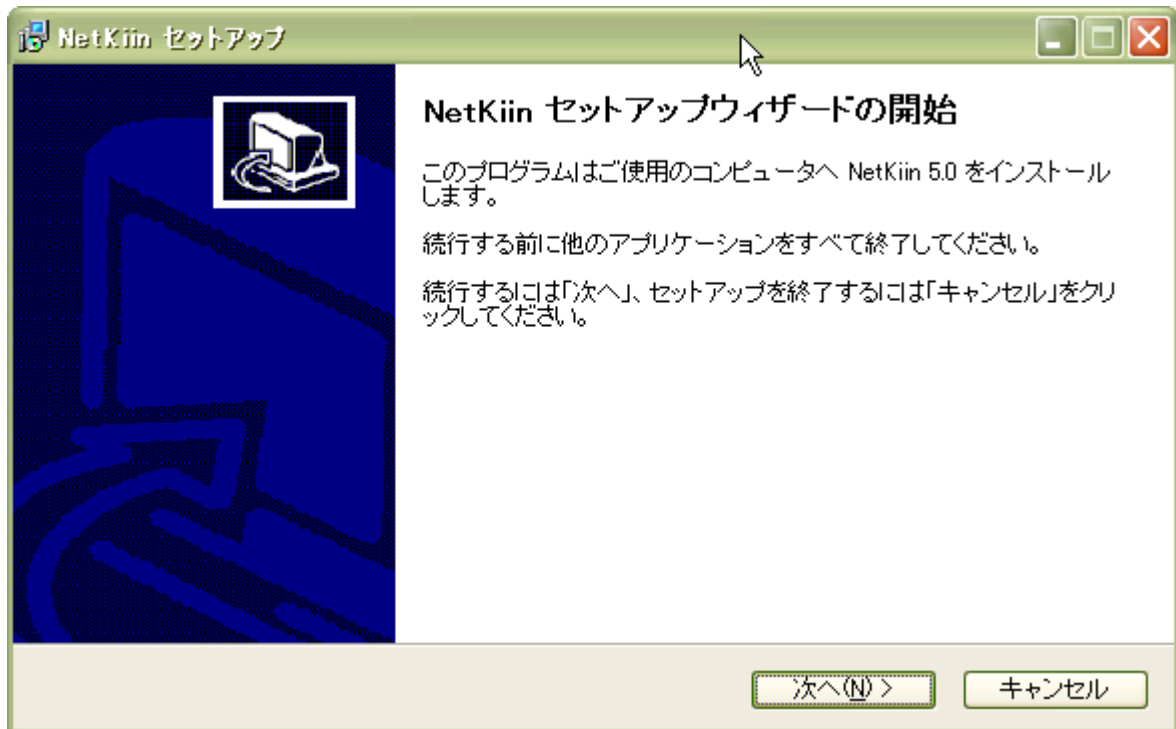 NetKiin セットアップ
NetKiin セットアップウィザードの開始
このプログラムはご使用のコンピュータへ NetKiin 5.0 をインストール
します。
続行する前に他のアプリケーションをすべて終了してください。
続行するには「次へ」、セットアップを終了するには「キャンセル」をクリ
ックしてください。
次へ(N) >
キャンセル